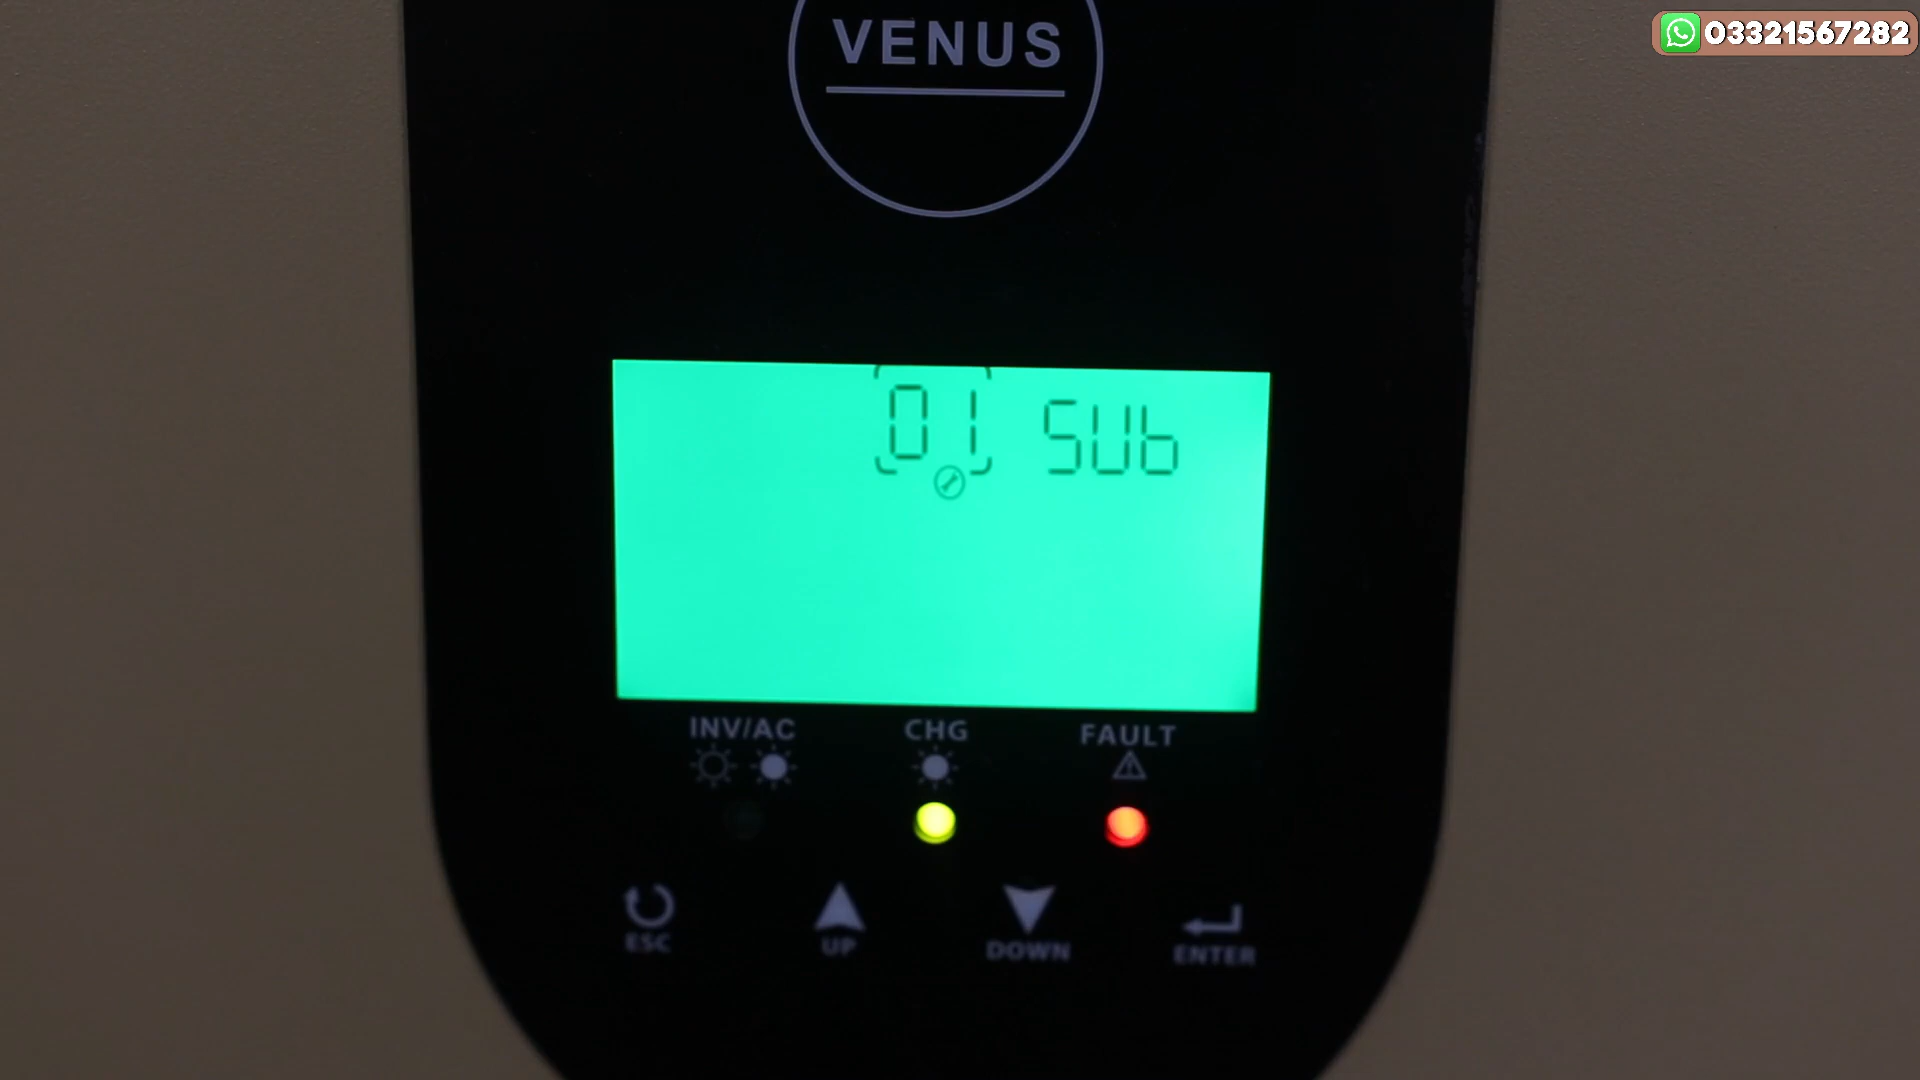 03321567282
VENUS
01 SUb
INV/AC CHG FAULT
ESC UP DOWN ENTER